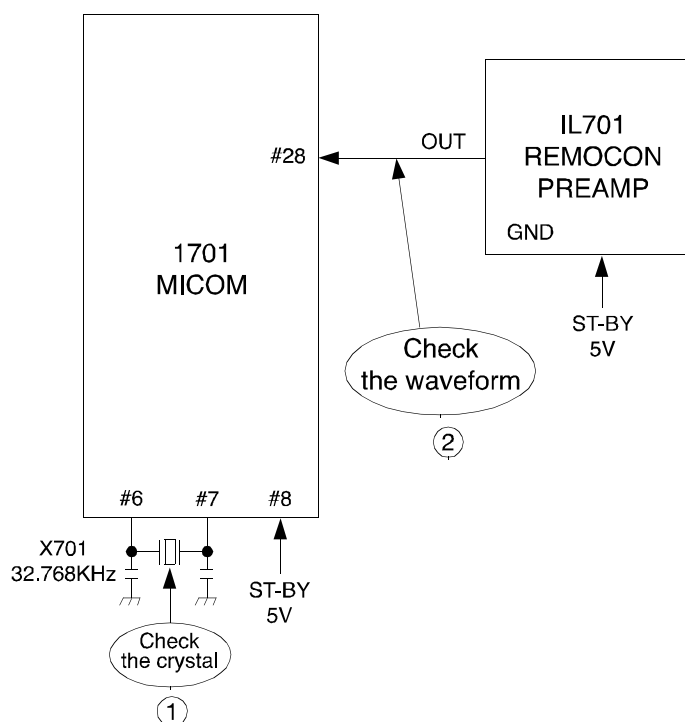 IL701
REMOCON
PREAMP
GND
OUT
#28
1701
MICOM
ST-BY
5V
Check
the waveform
2
#6
#7
#8
X701
32.768KHz
ST-BY
5V
Check
the crystal
1